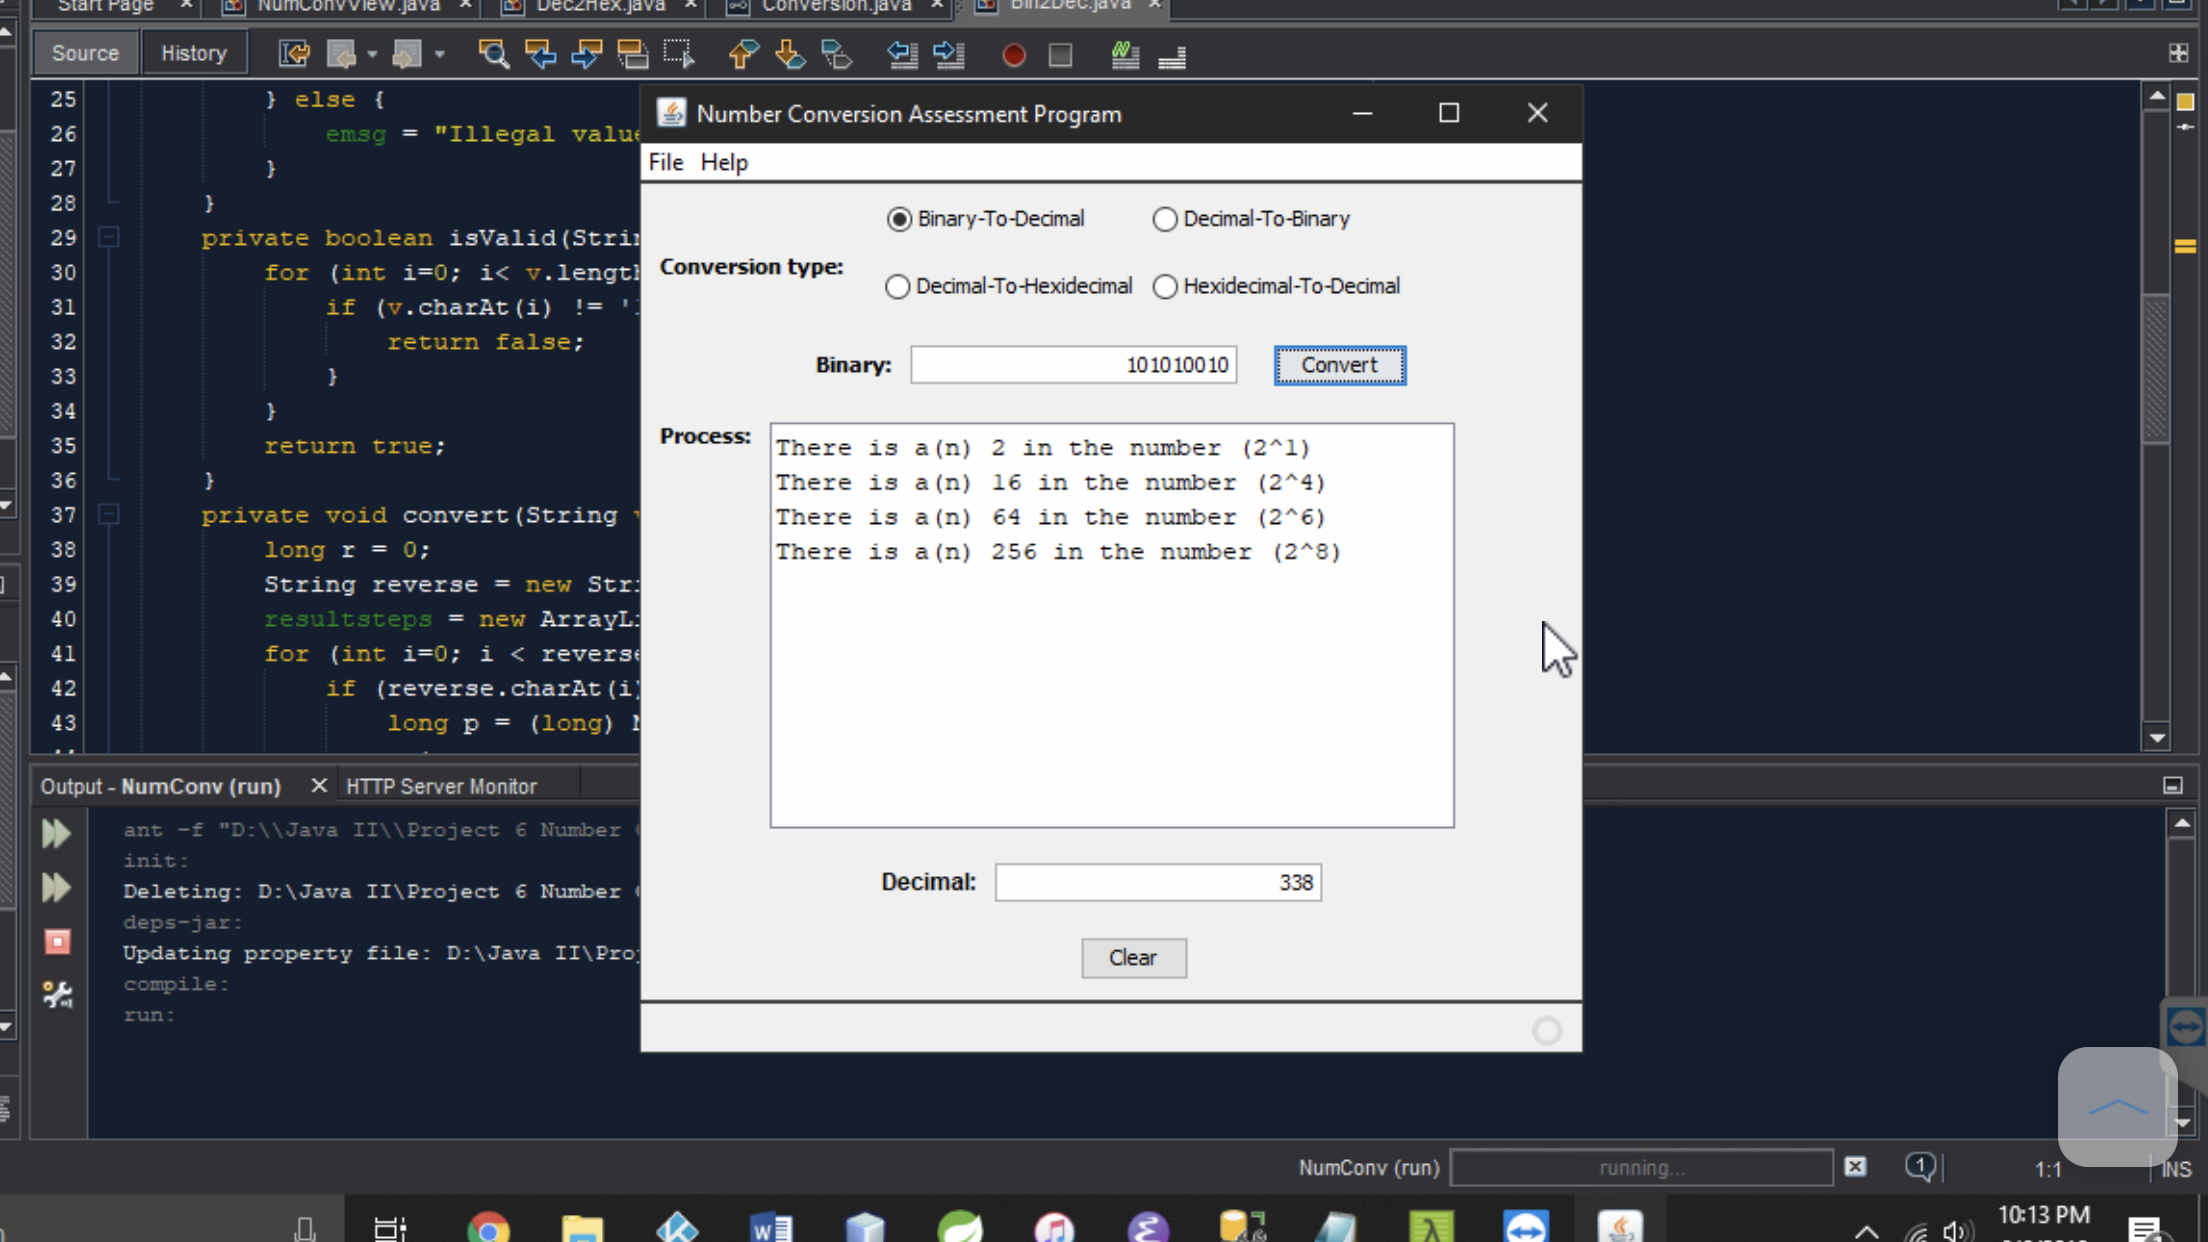 Start Page
NumConvView.java
Dec2Hex.java
Conversion.java
Bin2Dec.java
Source
History
25 } else {
26 emsg = "Illegal value
27 }
28 }
29 private boolean isValid(Strin
30 for (int i=0; i< v.length
31 if (v.charAt(i) != '
32 return false;
33 }
34 }
35 return true;
36 }
37 private void convert(String
38 long r = 0;
39 String reverse = new Stri
40 resultsteps = new ArrayLi
41 for (int i=0; i < reverse
42 if (reverse.charAt(i)
43 long p = (long)
Number Conversion Assessment Program
File Help
Binary-To-Decimal Decimal-To-Binary
Conversion type:
Decimal-To-Hexidecimal Hexidecimal-To-Decimal
Binary: 101010010 Convert
Process:
There is a(n) 2 in the number (2^1)
There is a(n) 16 in the number (2^4)
There is a(n) 64 in the number (2^6)
There is a(n) 256 in the number (2^8)
Decimal: 338
Clear
Output - NumConv (run) HTTP Server Monitor
ant -f "D:\\Java II\\Project 6 Number
init:
Deleting: D:\Java II\Project 6 Number
deps-jar:
Updating property file: D:\Java II\Pro
compile:
run:
NumConv (run) running... 1 1:1 INS
10:13 PM